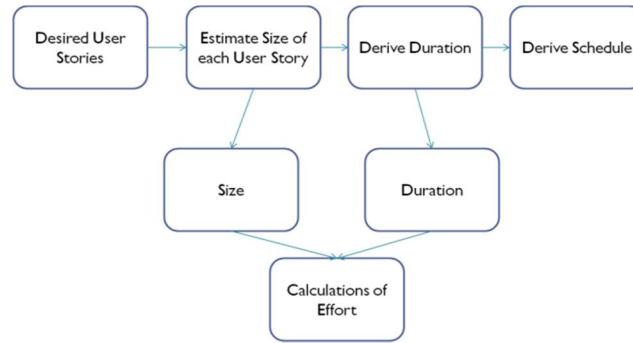 Desired User
Stories
Estimate Size of
each User Story
Derive Duration
Derive Schedule
Size
Duration
Calculations of
Effort